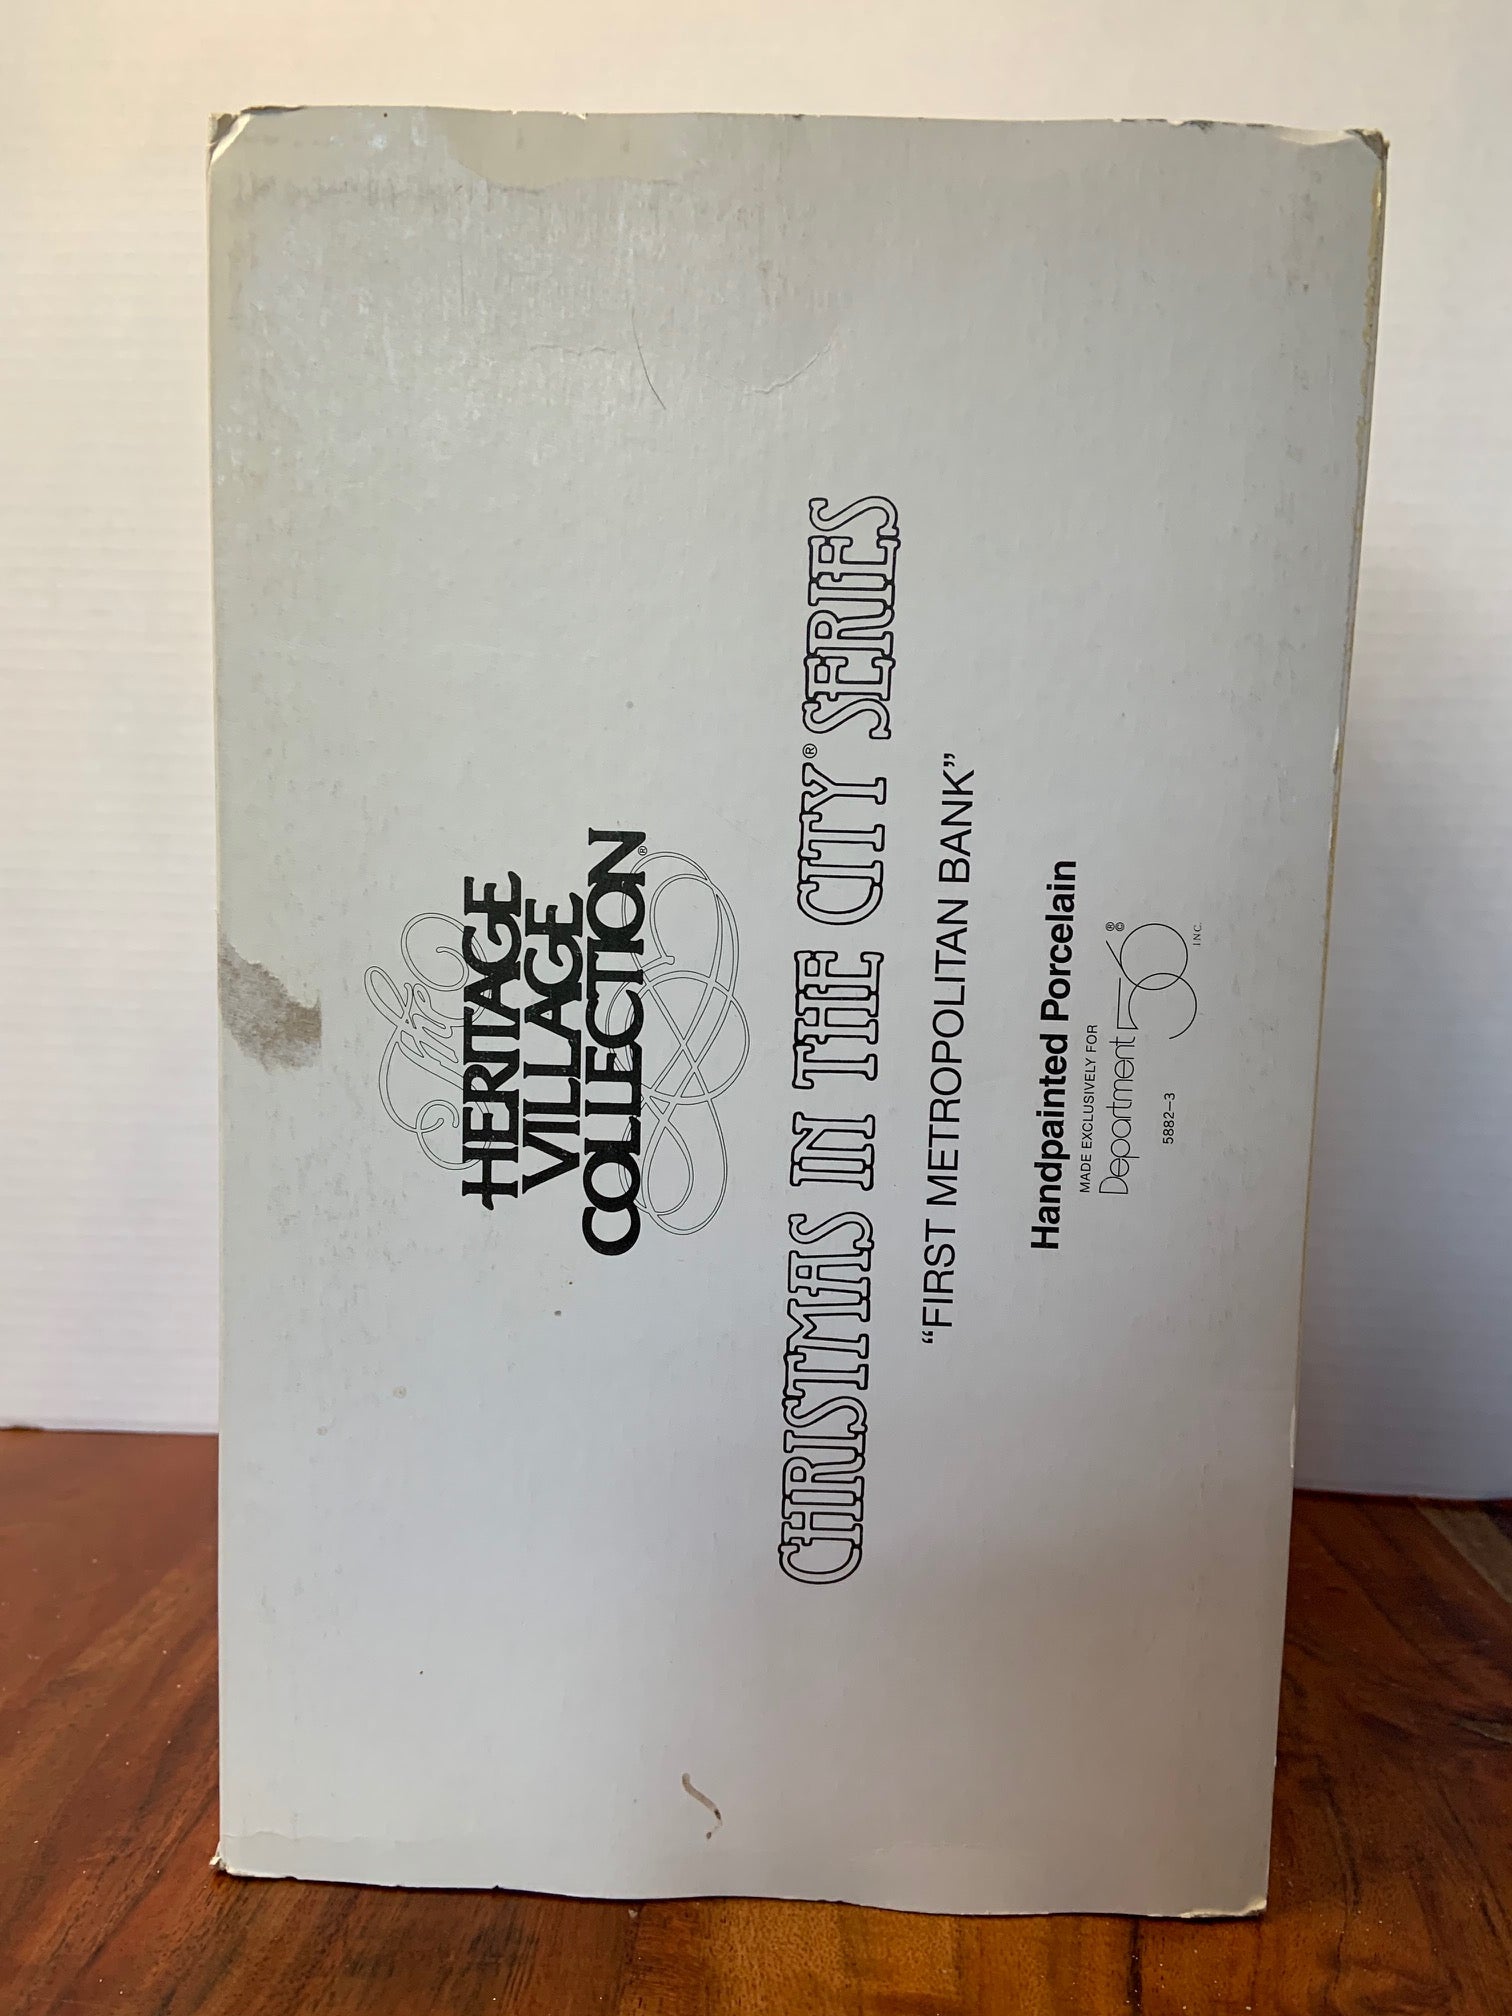 The
HERITAGE
VILLAGE
COLLECTION®
CHRISTMAS IN THE CITY® SERIES
“FIRST METROPOLITAN BANK”
Handpainted Porcelain
MADE EXCLUSIVELY FOR
Department 56®©
INC.
5882–3